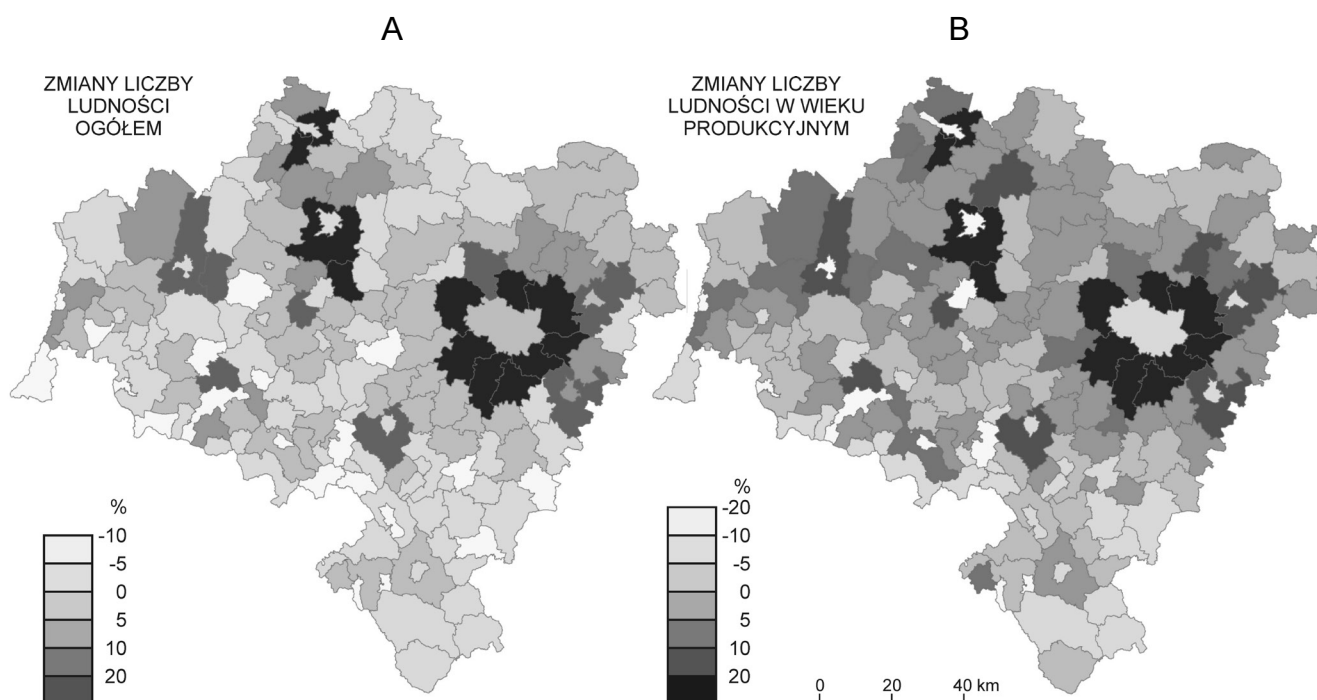 A
B
ZMIANY LICZBY
LUDNOŚCI
OGÓŁEM
ZMIANY LICZBY
LUDNOŚCI W WIEKU
PRODUKCYJNYM
%
-10
-5
0
5
10
20
%
-20
-10
-5
0
5
10
20
0 20 40 km